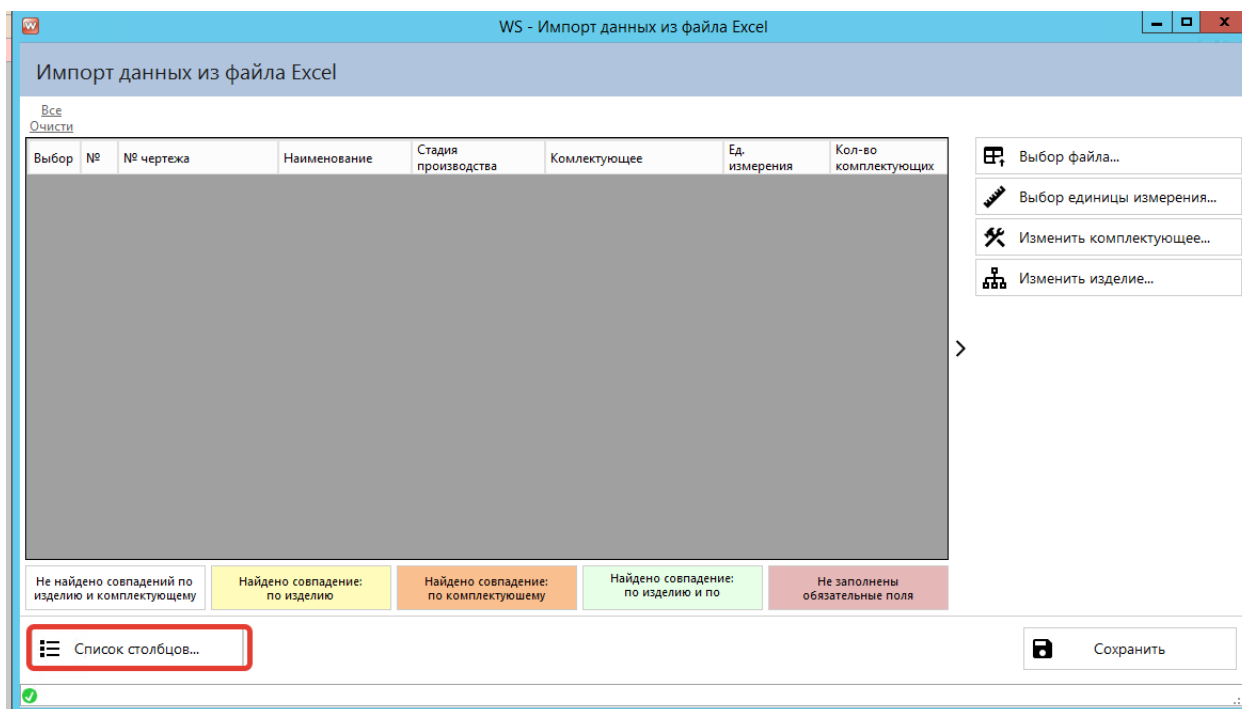 WS - Импорт данных из файла Excel
Импорт данных из файла Excel
Все
Очисти
Выбор № № чертежа Наименование Стадия производства Комлектующее Ед. измерения Кол-во комплектующих
Выбор файла...
Выбор единицы измерения...
Изменить комплектующее...
Изменить изделие...
Не найдено совпадений по
изделию и комплектующему
Найдено совпадение:
по изделию
Найдено совпадение:
по комплектуюшему
Найдено совпадение:
по изделию и по
Не заполнены
обязательные поля
Список столбцов...
Сохранить